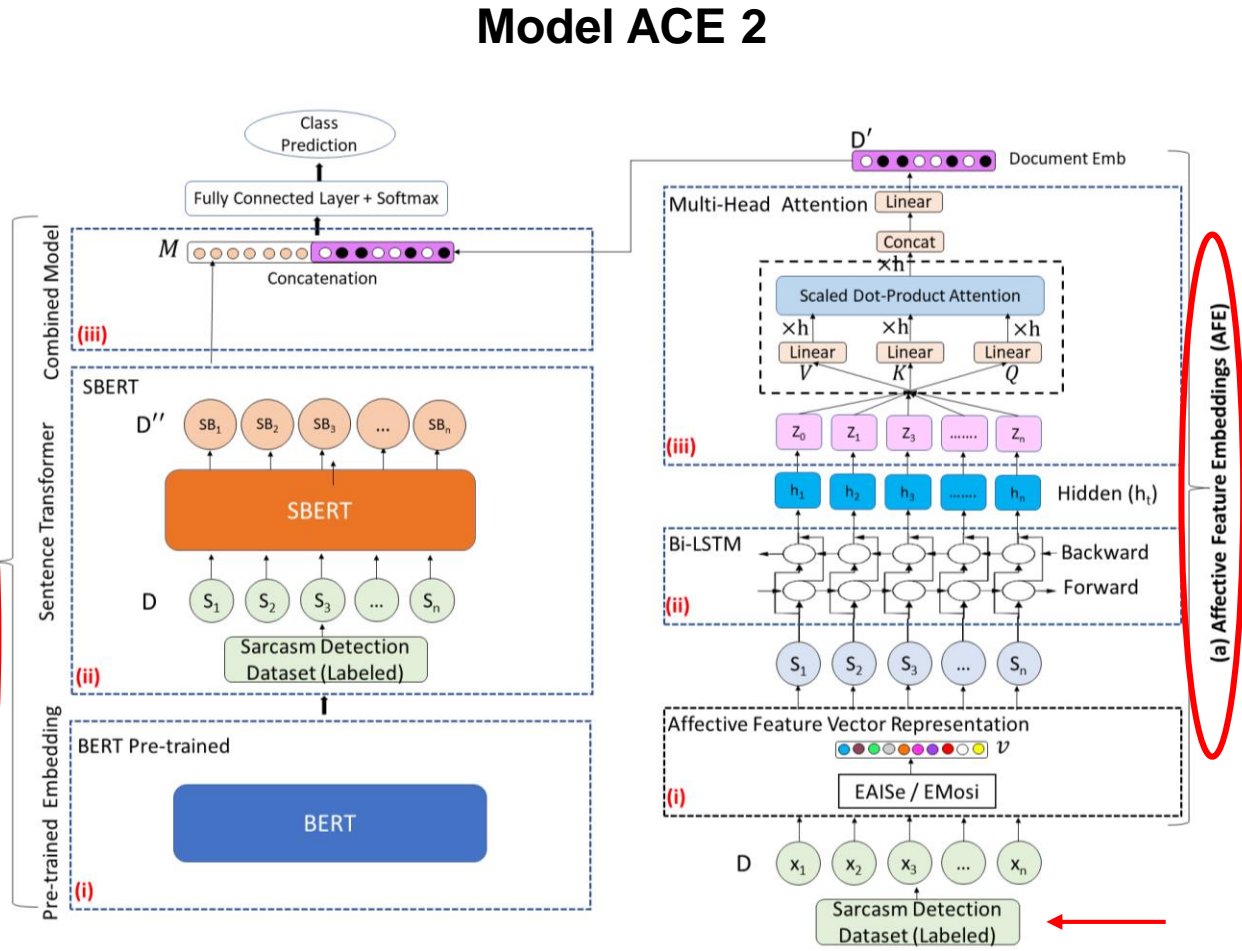 Model ACE 2
Class
Prediction
Fully Connected Layer + Softmax
M
Concatenation
(iii)
Combined Model
SBERT
D′′
SB1 SB2 SB3 ... SBn
SBERT
D
S1 S2 S3 ... Sn
Sarcasm Detection
Dataset (Labeled)
(ii)
Sentence Transformer
BERT Pre-trained
BERT
(i)
Pre-trained Embedding
D′
Document Emb
Multi-Head Attention
Linear
Concat
×h
Scaled Dot-Product Attention
×h ×h ×h
Linear Linear Linear
V K Q
Z0 Z1 Z3 ....... Zn
(iii)
h1 h2 h3 ....... hn
Hidden (ht)
Bi-LSTM
Backward
Forward
(ii)
S1 S2 S3 ... Sn
Affective Feature Vector Representation
v
EAISe / EMosi
(i)
D
x1 x2 x3 ... xn
Sarcasm Detection
Dataset (Labeled)
(a) Affective Feature Embeddings (AFE)